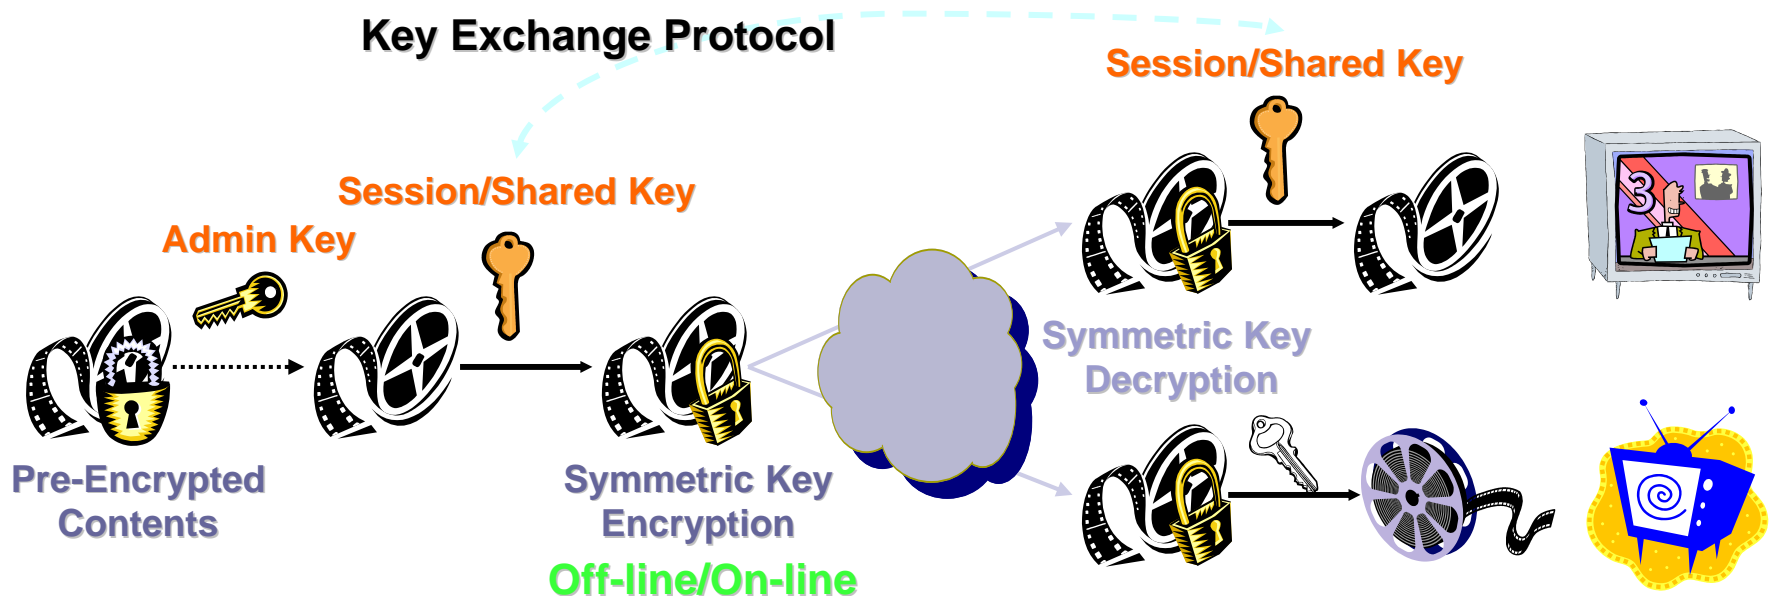 Key Exchange Protocol
Session/Shared Key
Session/Shared Key
Admin Key
3
Symmetric Key
Decryption
Pre-Encrypted
Contents
Symmetric Key
Encryption
Off-line/On-line